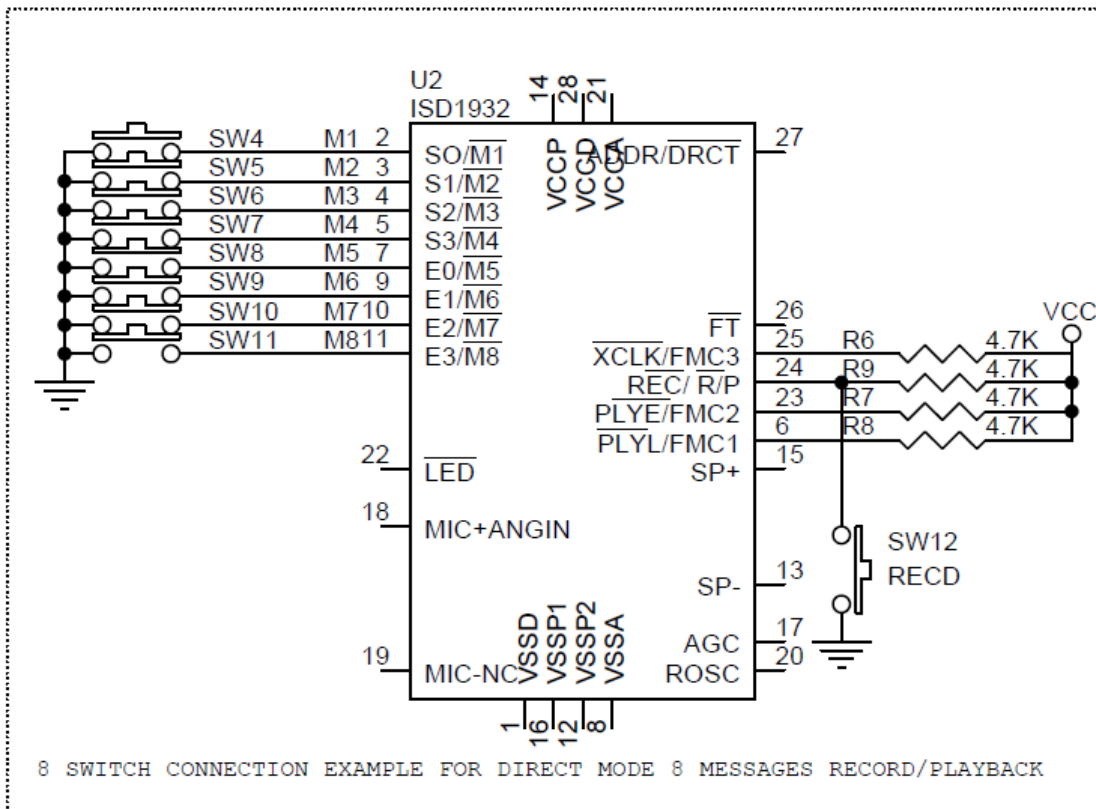 U2
ISD1932
14
28
21
VCCP
VCCD
VCCA
SW4 M1 2 SO/M1
SW5 M2 3 S1/M2
SW6 M3 4 S2/M3
SW7 M4 5 S3/M4
SW8 M5 7 E0/M5
SW9 M6 9 E1/M6
SW10 M7 10 E2/M7
SW11 M8 11 E3/M8
ADDR/DRCT 27
FT 26
XCLK/FMC3 25 R6 4.7K
REC/ R/P 24 R9 4.7K
PLYE/FMC2 23 R7 4.7K
PLYL/FMC1 6 R8 4.7K
VCC
22 LED
SP+ 15
18 MIC+ANGIN
SW12
RECD
SP- 13
AGC 17
19 MIC-NC
ROSC 20
VSSD
VSSP1
VSSP2
VSSA
1
16
12
8
8 SWITCH CONNECTION EXAMPLE FOR DIRECT MODE 8 MESSAGES RECORD/PLAYBACK